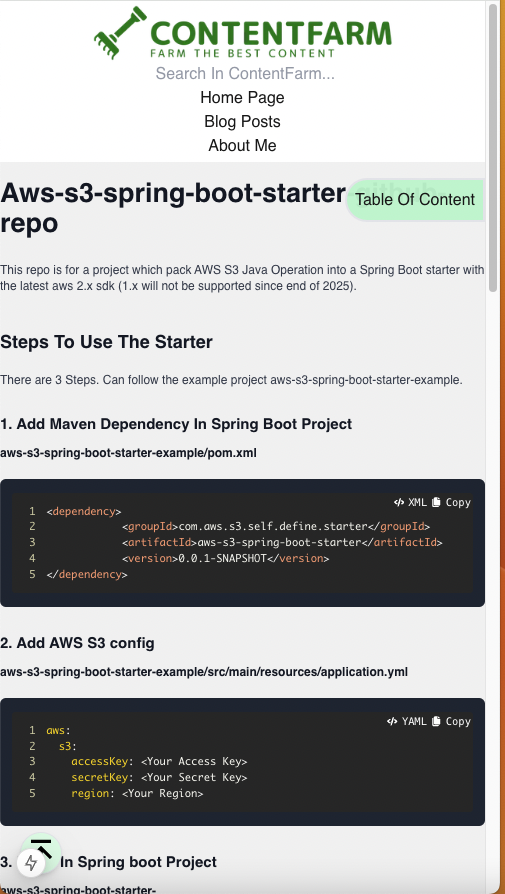 CONTENTFARM
FARM THE BEST CONTENT
Search In ContentFarm...
Home Page
Blog Posts
About Me
Aws-s3-spring-boot-starter github-
repo
Table Of Content
This repo is for a project which pack AWS S3 Java Operation into a Spring Boot starter with
the latest aws 2.x sdk (1.x will not be supported since end of 2025).
Steps To Use The Starter
There are 3 Steps. Can follow the example project aws-s3-spring-boot-starter-example.
1. Add Maven Dependency In Spring Boot Project
aws-s3-spring-boot-starter-example/pom.xml
XML Copy
1 <dependency>
2 <groupId>com.aws.s3.self.define.starter</groupId>
3 <artifactId>aws-s3-spring-boot-starter</artifactId>
4 <version>0.0.1-SNAPSHOT</version>
5 </dependency>
2. Add AWS S3 config
aws-s3-spring-boot-starter-example/src/main/resources/application.yml
YAML Copy
1 aws:
2 s3:
3 accessKey: <Your Access Key>
4 secretKey: <Your Secret Key>
5 region: <Your Region>
3. In Spring boot Project
aws-s3-spring-boot-starter-